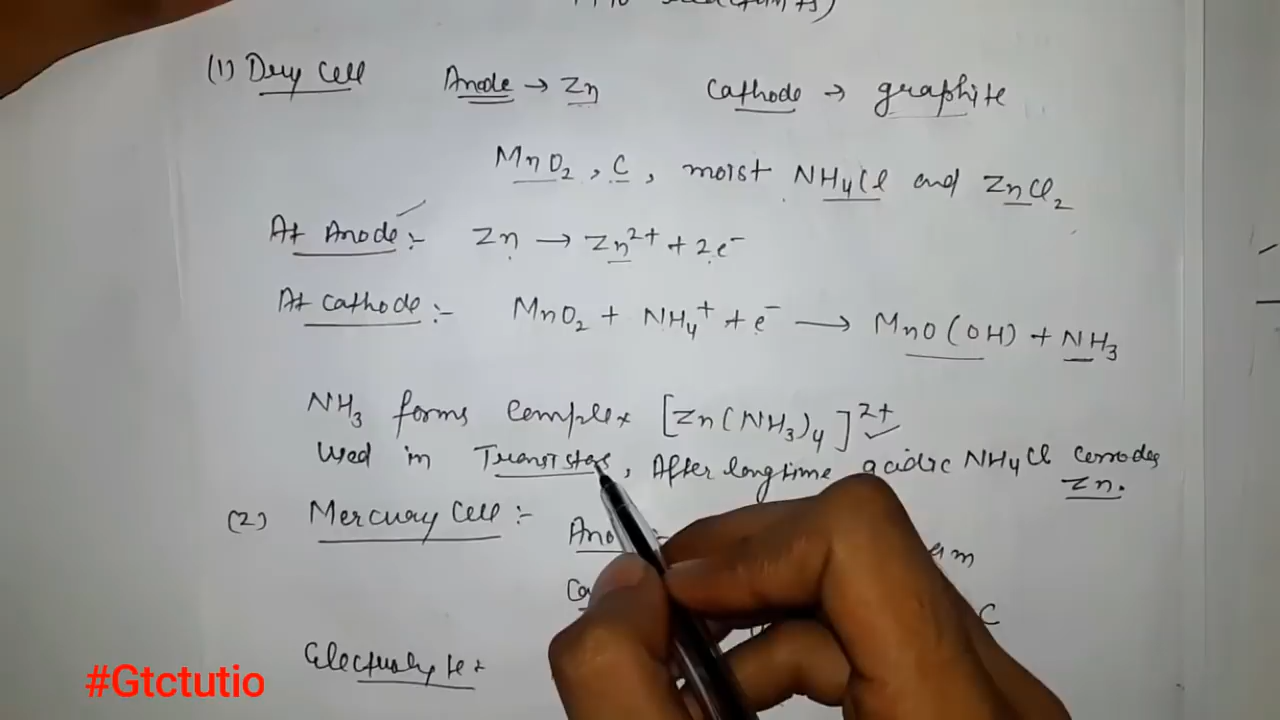 (1) Dry Cell Anode → Zn Cathode → graphite
MnO₂, C, moist NH₄Cl and ZnCl₂
At Anode:- Zn → Zn²⁺ + 2e⁻
At Cathode:- MnO₂ + NH₄⁺ + e⁻ → MnO(OH) + NH₃
NH₃ forms complex [Zn(NH₃)₄]²⁺
Used in Transistors, After longtime acidic NH₄Cl corrodes
Zn.
(2) Mercury Cell :-
C
Electrolyte
#Gtctutio